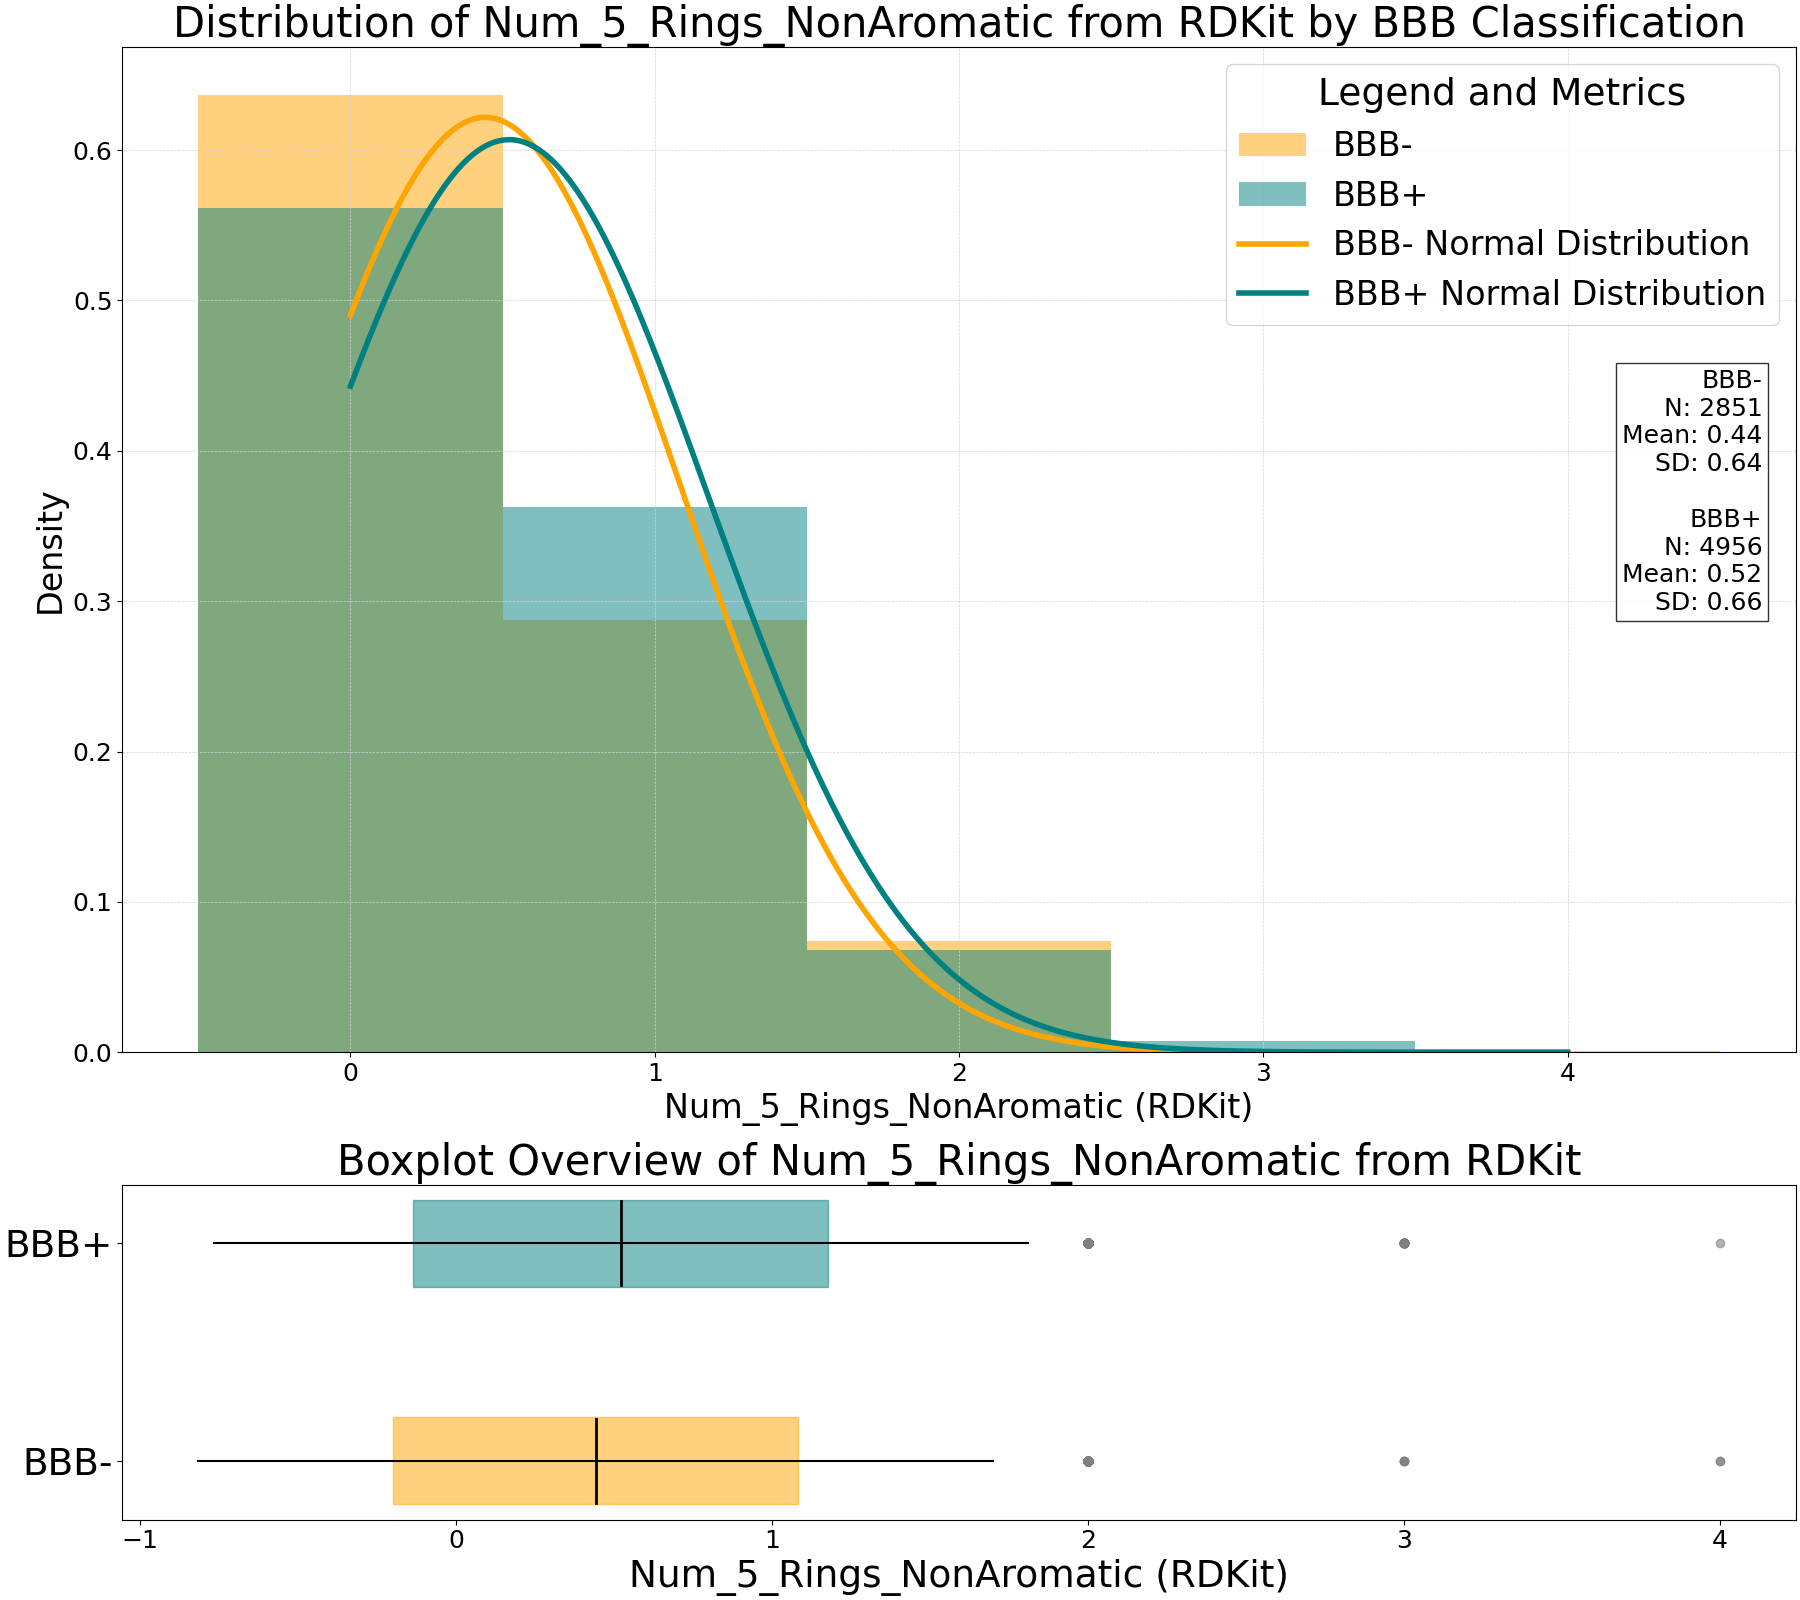 Distribution of Num_5_Rings_NonAromatic from RDKit by BBB Classification
Legend and Metrics
BBB-
BBB+
BBB- Normal Distribution
BBB+ Normal Distribution
BBB-
N: 2851
Mean: 0.44
SD: 0.64
BBB+
N: 4956
Mean: 0.52
SD: 0.66
Density
0.6
0.5
0.4
0.3
0.2
0.1
0.0
0 1 2 3 4
Num_5_Rings_NonAromatic (RDKit)
Boxplot Overview of Num_5_Rings_NonAromatic from RDKit
BBB+
BBB-
−1 0 1 2 3 4
Num_5_Rings_NonAromatic (RDKit)